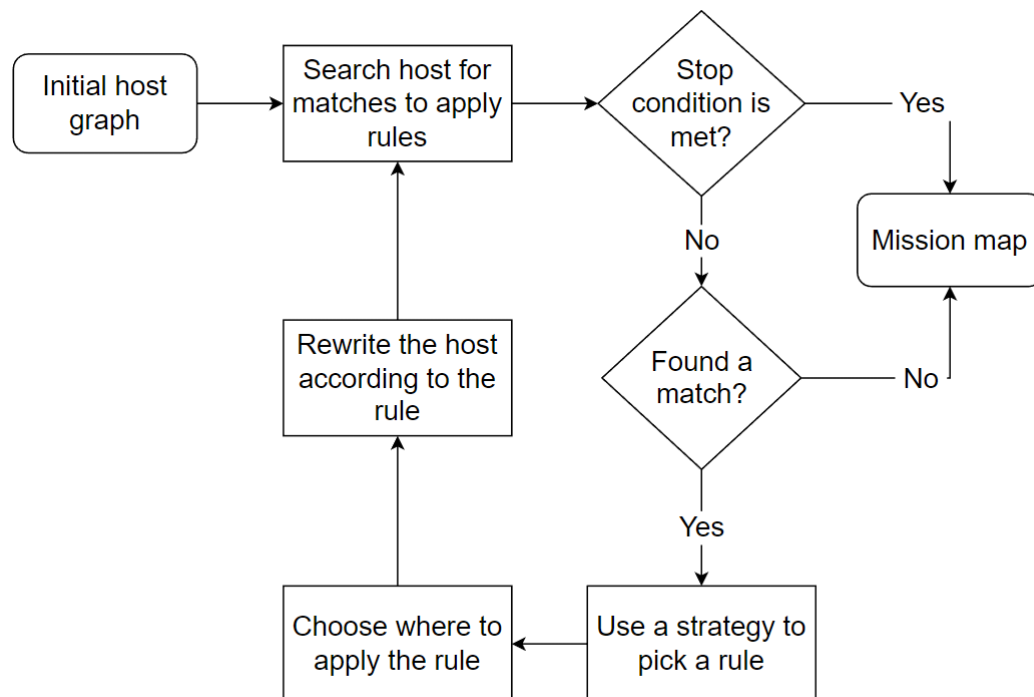 Initial host
graph
Search host for
matches to apply
rules
Stop
condition is
met?
Yes
Mission map
No
Found a
match?
No
Yes
Rewrite the host
according to the
rule
Choose where to
apply the rule
Use a strategy to
pick a rule